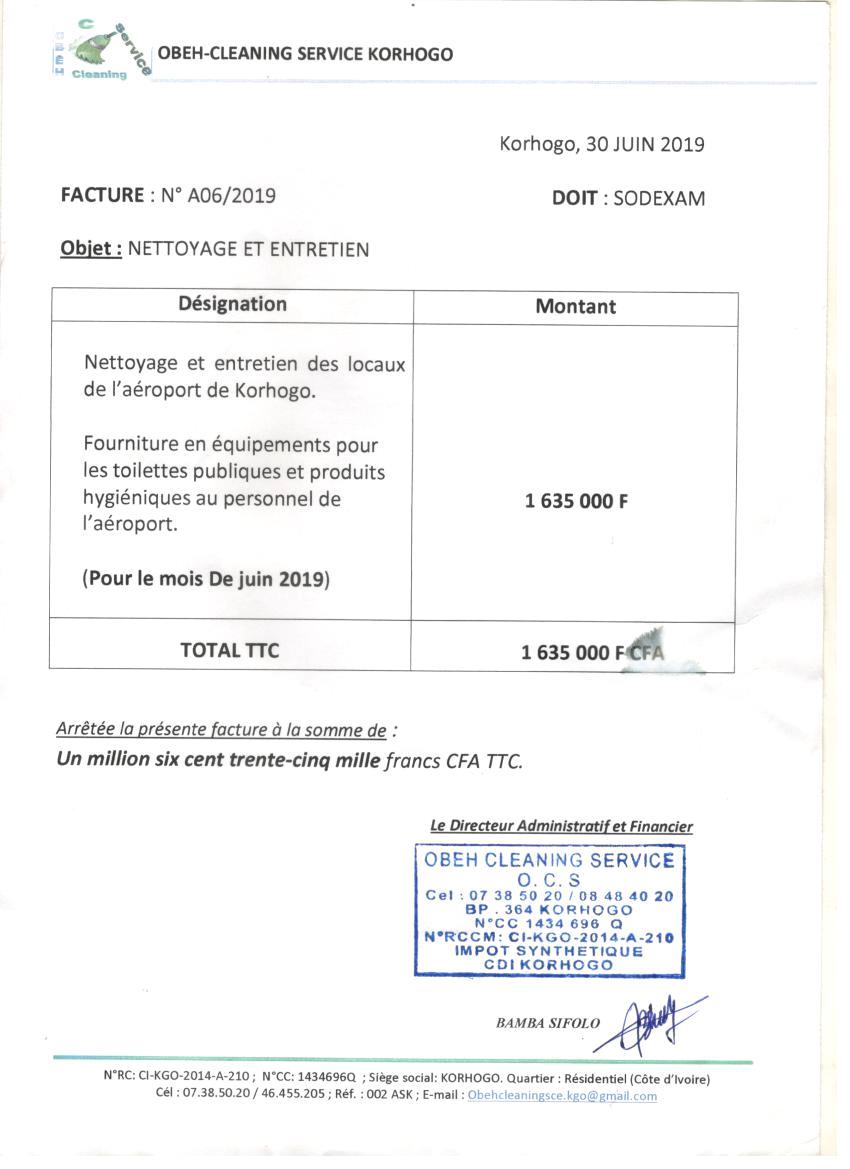 OBEH
C
Service
Cleaning
OBEH-CLEANING SERVICE KORHOGO
Korhogo, 30 JUIN 2019
FACTURE : N° A06/2019
DOIT : SODEXAM
Objet : NETTOYAGE ET ENTRETIEN
Désignation
Montant
Nettoyage et entretien des locaux
de l'aéroport de Korhogo.
Fourniture en équipements pour
les toilettes publiques et produits
hygiéniques au personnel de
l'aéroport.
(Pour le mois De juin 2019)
1 635 000 F
TOTAL TTC
1 635 000 F CFA
Arrêtée la présente facture à la somme de :
Un million six cent trente-cinq mille francs CFA TTC.
Le Directeur Administratif et Financier
OBEH CLEANING SERVICE
O. C. S
Cel : 07 38 50 20 / 08 48 40 20
BP . 364 KORHOGO
N°CC 1434 696 Q
N°RCCM: CI-KGO-2014-A-210
IMPOT SYNTHETIQUE
CDI KORHOGO
BAMBA SIFOLO
N°RC: CI-KGO-2014-A-210 ; N°CC: 1434696Q ; Siège social: KORHOGO. Quartier : Résidentiel (Côte d'Ivoire)
Cél : 07.38.50.20 / 46.455.205 ; Réf. : 002 ASK ; E-mail : Obehcleaningsce.kgo@gmail.com